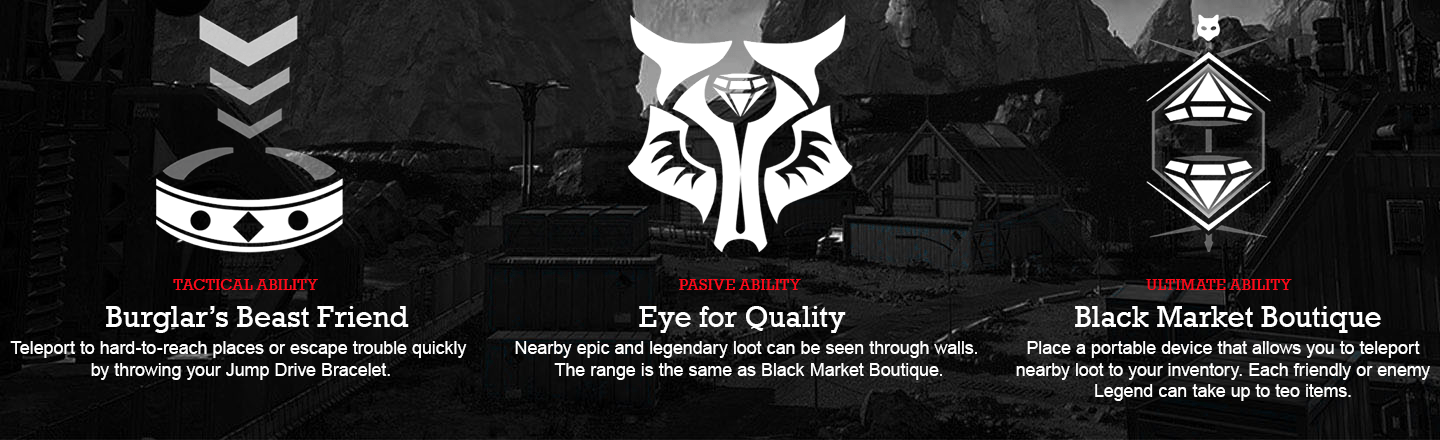 TACTICAL ABILITY
Burglar's Beast Friend
Teleport to hard-to-reach places or escape trouble quickly
by throwing your Jump Drive Bracelet.
PASIVE ABILITY
Eye for Quality
Nearby epic and legendary loot can be seen through walls.
The range is the same as Black Market Boutique.
ULTIMATE ABILITY
Black Market Boutique
Place a portable device that allows you to teleport
nearby loot to your inventory. Each friendly or enemy
Legend can take up to teo items.